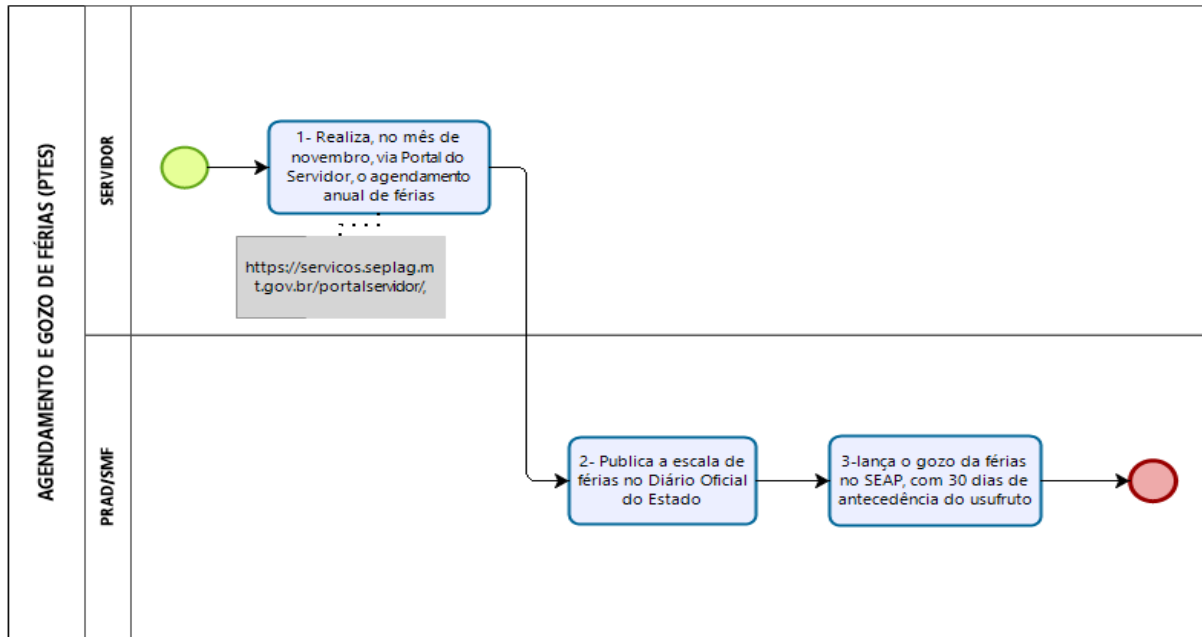 AGENDAMENTO E GOZO DE FÉRIAS (PTES)
SERVIDOR
1- Realiza, no mês de
novembro, via Portal do
Servidor, o agendamento
anual de férias
https://servicos.seplag.m
t.gov.br/portalservidor/,
PRAD/SMF
2- Publica a escala de
férias no Diário Oficial
do Estado
3-lança o gozo da férias
no SEAP, com 30 dias de
antecedência do usufruto